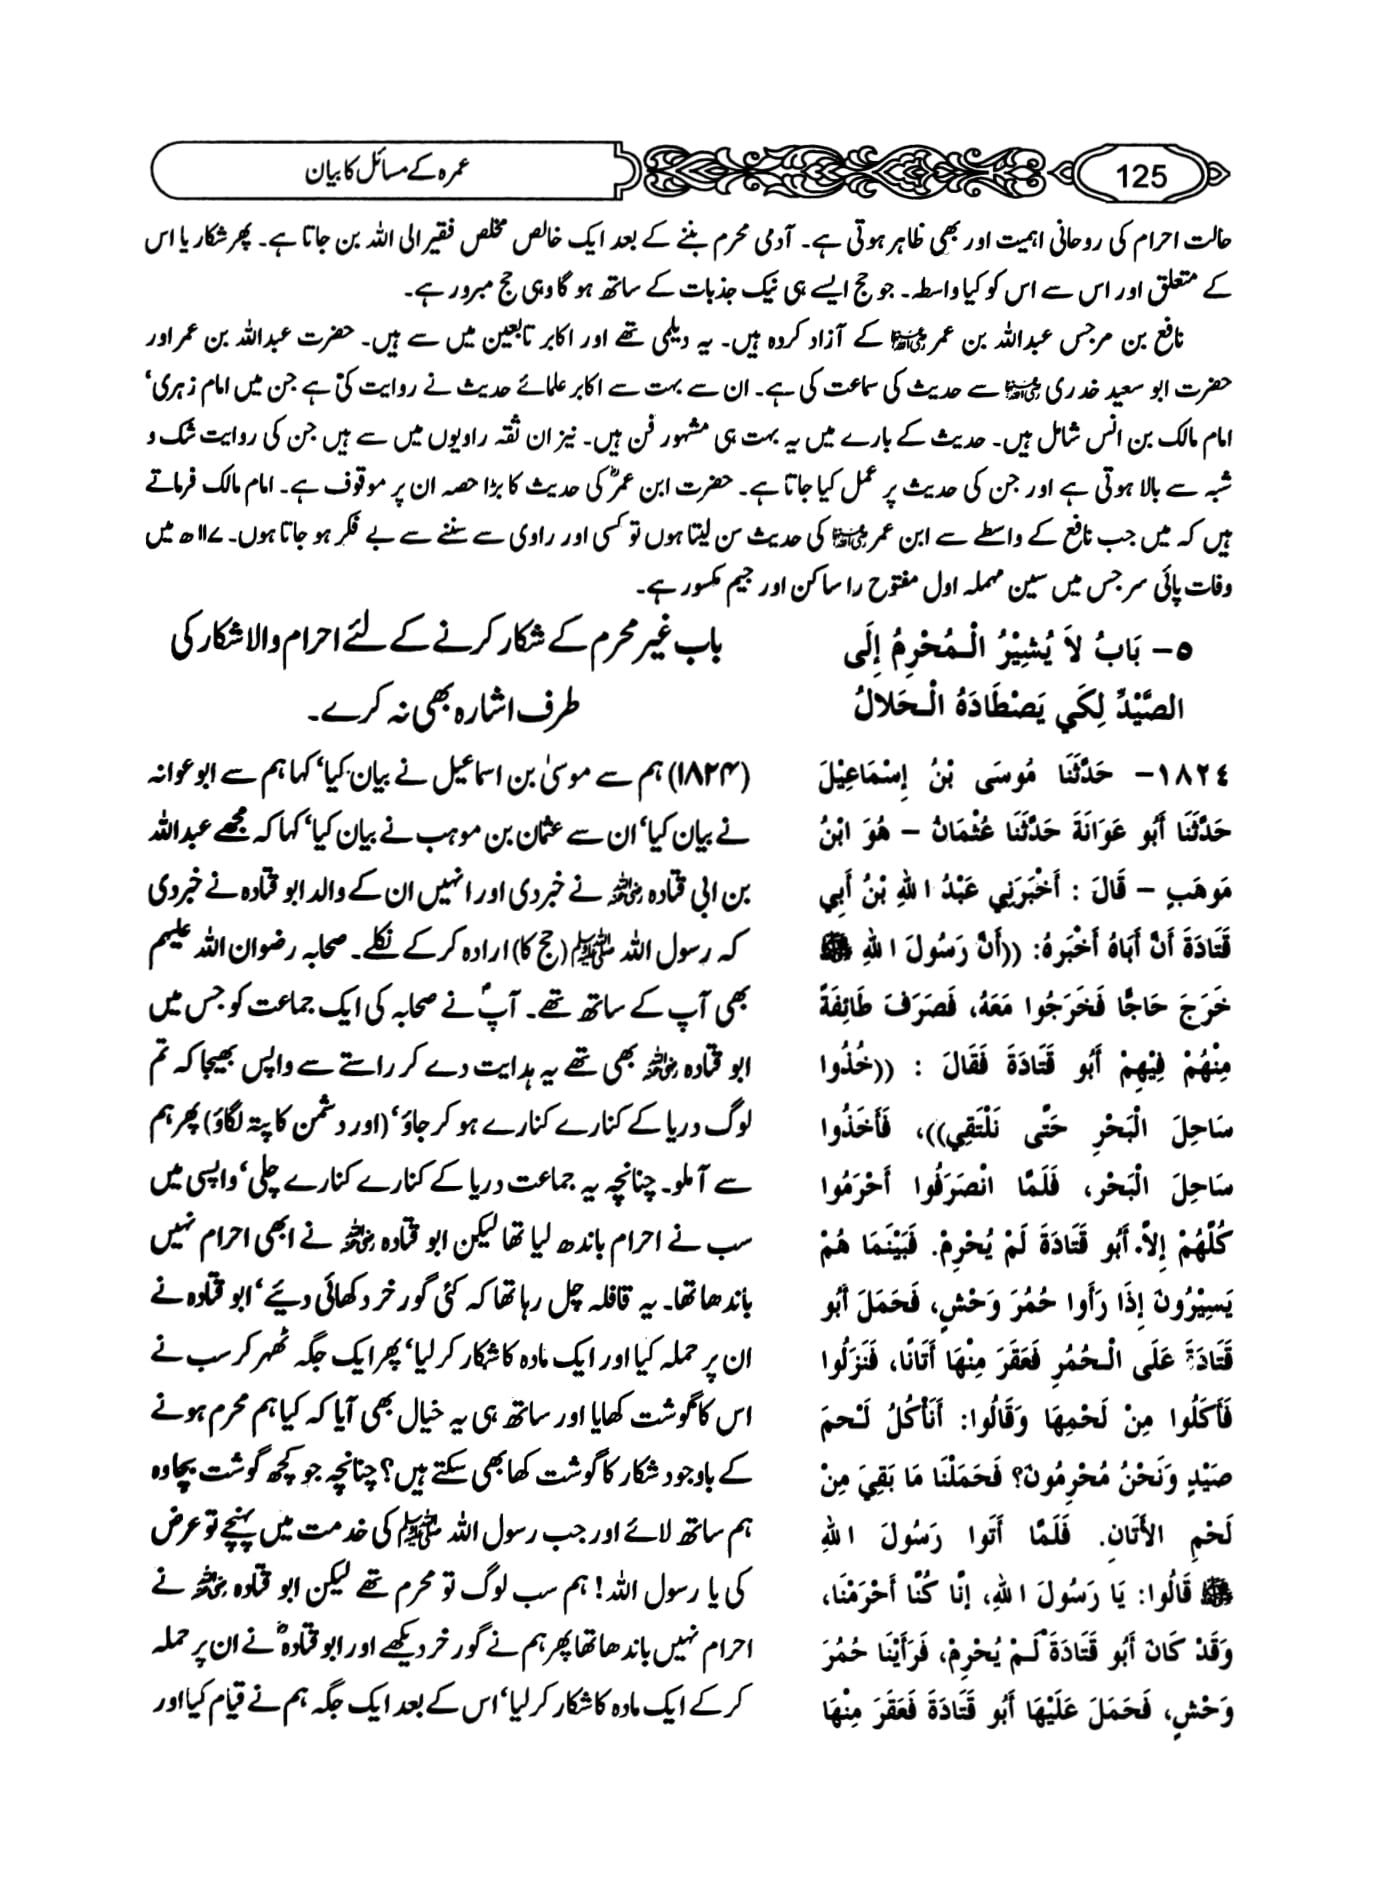 125
عمرہ کے مسائل کا بیان
حالت احرام کی روحانی اہمیت اور بھی ظاہر ہوتی ہے۔ آدمی محرم بننے کے بعد ایک خالص مخلص فقیر الی اللہ بن جاتا ہے۔ پھر شکار یا اس
کے متعلق اور اس سے اس کو کیا واسطہ۔ جو حج ایسے ہی نیک جذبات کے ساتھ ہو گا وہی حج مبرور ہے۔
نافع بن مرجس عبداللہ بن عمر رضی اللہ عنہما کے آزاد کردہ ہیں۔ یہ دیلمی تھے اور اکابر تابعین میں سے ہیں۔ حضرت عبداللہ بن عمر اور
حضرت ابو سعید خدری رضی اللہ عنہما سے حدیث کی سماعت کی ہے۔ ان سے بہت سے اکابر علمائے حدیث نے روایت کی ہے جن میں امام زہری‘
امام مالک بن انس شامل ہیں۔ حدیث کے بارے میں یہ بہت ہی مشہور فن ہیں۔ نیز ان ثقہ راویوں میں سے ہیں جن کی روایت شک و
شبہ سے بالا ہوتی ہے اور جن کی حدیث پر عمل کیا جاتا ہے۔ حضرت ابن عمرؓ کی حدیث کا بڑا حصہ ان پر موقوف ہے۔ امام مالک فرماتے
ہیں کہ میں جب نافع کے واسطے سے ابن عمر رضی اللہ عنہما کی حدیث سن لیتا ہوں تو کسی اور راوی سے سننے سے بے فکر ہو جاتا ہوں۔ ۱۱۷ھ میں
وفات پائی سرجس میں سین مہملہ اول مفتوح را ساکن اور جیم مکسور ہے۔
٥- بَابُ لاَ يُشِيْرُ الْـمُحْرِمُ إِلَى
الصَّيْدِ لِكَي يَصْطَادَهُ الْـحَلالُ
١٨٢٤- حَدَّثَنَا مُوسَى بْنُ إِسْمَاعِيْلَ
حَدَّثَنَا أَبُو عَوَانَةَ حَدَّثَنَا عُثْمَانُ – هُوَ ابْنُ
مَوهَبٍ – قَالَ : أَخْبَرَنِي عَبْدُ اللهِ بْنُ أَبِي
قَتَادَةَ أَنَّ أَبَاهُ أَخْبَرَهُ: ((أَنَّ رَسُولَ اللهِ ﷺ
خَرَجَ حَاجًّا فَخَرَجُوا مَعَهُ، فَصَرَفَ طَائِفَةً
مِنْهُمْ فِيْهِمْ أَبُو قَتَادَةَ فَقَالَ : ((خُذُوا
سَاحِلَ الْبَحْرِ حَتَّى نَلْتَقِي))، فَأَخَذُوا
سَاحِلَ الْبَحْرِ، فَلَمَّا انْصَرَفُوا أَحْرَمُوا
كُلُّهُمْ إِلاَّ أَبُو قَتَادَةَ لَمْ يُحْرِمْ. فَبَيْنَمَا هُمْ
يَسِيْرُونَ إِذَا رَأَوا حُمُرَ وَحْشٍ، فَحَمَلَ أَبُو
قَتَادَةَ عَلَى الْـحُمُرِ فَعَقَرَ مِنْهَا أَتَانًا، فَنَزَلُوا
فَأَكَلُوا مِنْ لَحْمِهَا وَقَالُوا: أَنَأْكُلُ لَـحْمَ
صَيْدٍ وَنَحْنُ مُحْرِمُونَ؟ فَحَمَلْنَا مَا بَقِيَ مِنْ
لَحْمِ الأَتَانِ. فَلَمَّا أَتَوا رَسُولَ اللهِ
ﷺ قَالُوا: يَا رَسُولَ اللهِ، إِنَّا كُنَّا أَحْرَمْنَا،
وَقَدْ كَانَ أَبُو قَتَادَةَ لَـمْ يُحْرِمْ، فَرَأَيْنَا حُمُرَ
وَحْشٍ، فَحَمَلَ عَلَيْهَا أَبُو قَتَادَةَ فَعَقَرَ مِنْهَا
باب غیر محرم کے شکار کرنے کے لئے احرام والا شکار کی
طرف اشارہ بھی نہ کرے۔
(۱۸۲۴) ہم سے موسیٰ بن اسماعیل نے بیان کیا‘ کہا ہم سے ابو عوانہ
نے بیان کیا‘ ان سے عثمان بن موہب نے بیان کیا‘ کہا کہ مجھے عبداللہ
بن ابی قتادہ رضی اللہ عنہ نے خبر دی اور انہیں ان کے والد ابو قتادہ نے خبر دی
کہ رسول اللہ ﷺ (حج کا) ارادہ کر کے نکلے۔ صحابہ رضوان اللہ علیہم
بھی آپ کے ساتھ تھے۔ آپؐ نے صحابہ کی ایک جماعت کو جس میں
ابو قتادہ رضی اللہ عنہ بھی تھے یہ ہدایت دے کر راستے سے واپس بھیجا کہ تم
لوگ دریا کے کنارے کنارے ہو کر جاؤ‘ (اور دشمن کا پتہ لگاؤ) پھر ہم
سے آملو۔ چنانچہ یہ جماعت دریا کے کنارے کنارے چلی‘ واپسی میں
سب نے احرام باندھ لیا تھا لیکن ابو قتادہ رضی اللہ عنہ نے ابھی احرام نہیں
باندھا تھا۔ یہ قافلہ چل رہا تھا کہ کئی گورخر دکھائی دیئے‘ ابو قتادہ نے
ان پر حملہ کیا اور ایک مادہ کا شکار کر لیا‘ پھر ایک جگہ ٹھہر کر سب نے
اس کا گوشت کھایا اور ساتھ ہی یہ خیال بھی آیا کہ کیا ہم محرم ہونے
کے باوجود شکار کا گوشت کھا بھی سکتے ہیں؟ چنانچہ جو کچھ گوشت بچا وہ
ہم ساتھ لائے اور جب رسول اللہ ﷺ کی خدمت میں پہنچے تو عرض
کی یا رسول اللہ! ہم سب لوگ تو محرم تھے لیکن ابو قتادہ رضی اللہ عنہ نے
احرام نہیں باندھا تھا پھر ہم نے گورخر دیکھے اور ابو قتادہؓ نے ان پر حملہ
کر کے ایک مادہ کا شکار کر لیا‘ اس کے بعد ایک جگہ ہم نے قیام کیا اور